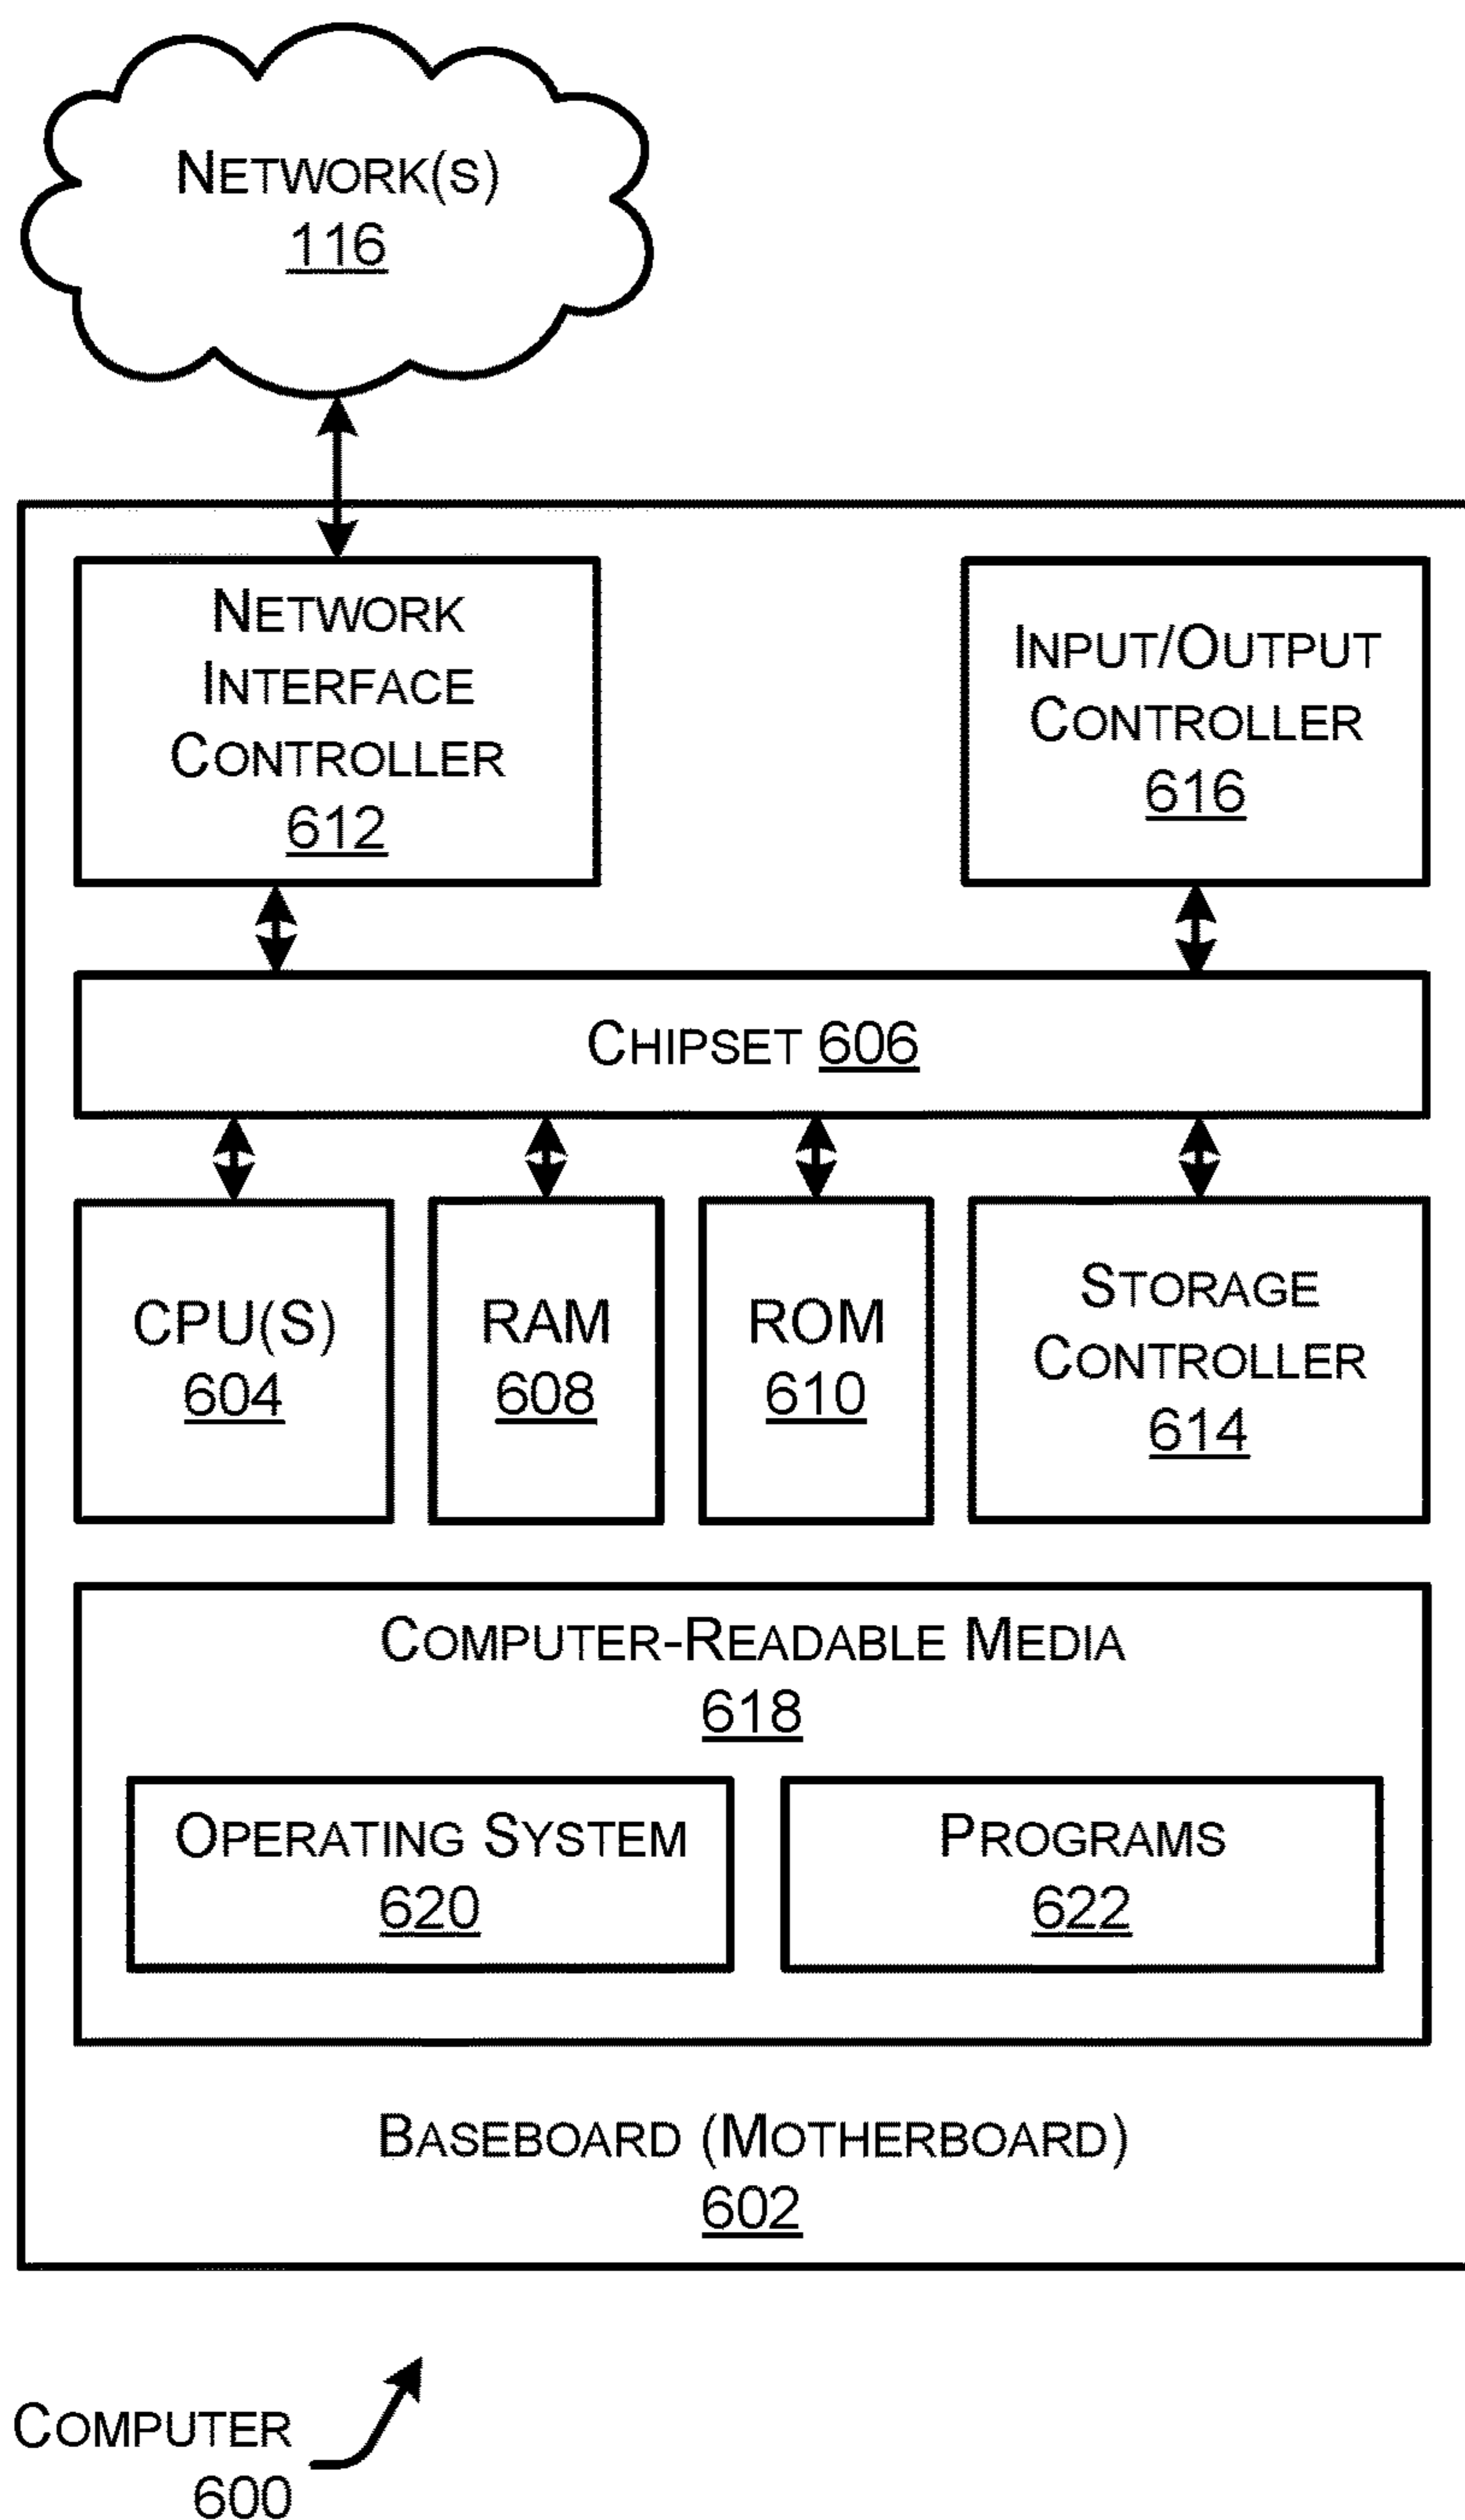 NETWORK(S)
116
NETWORK
INTERFACE
CONTROLLER
612
INPUT/OUTPUT
CONTROLLER
616
CHIPSET 606
CPU(S)
604
RAM
608
ROM
610
STORAGE
CONTROLLER
614
COMPUTER-READABLE MEDIA
618
OPERATING SYSTEM
620
PROGRAMS
622
BASEBOARD (MOTHERBOARD)
602
COMPUTER
600